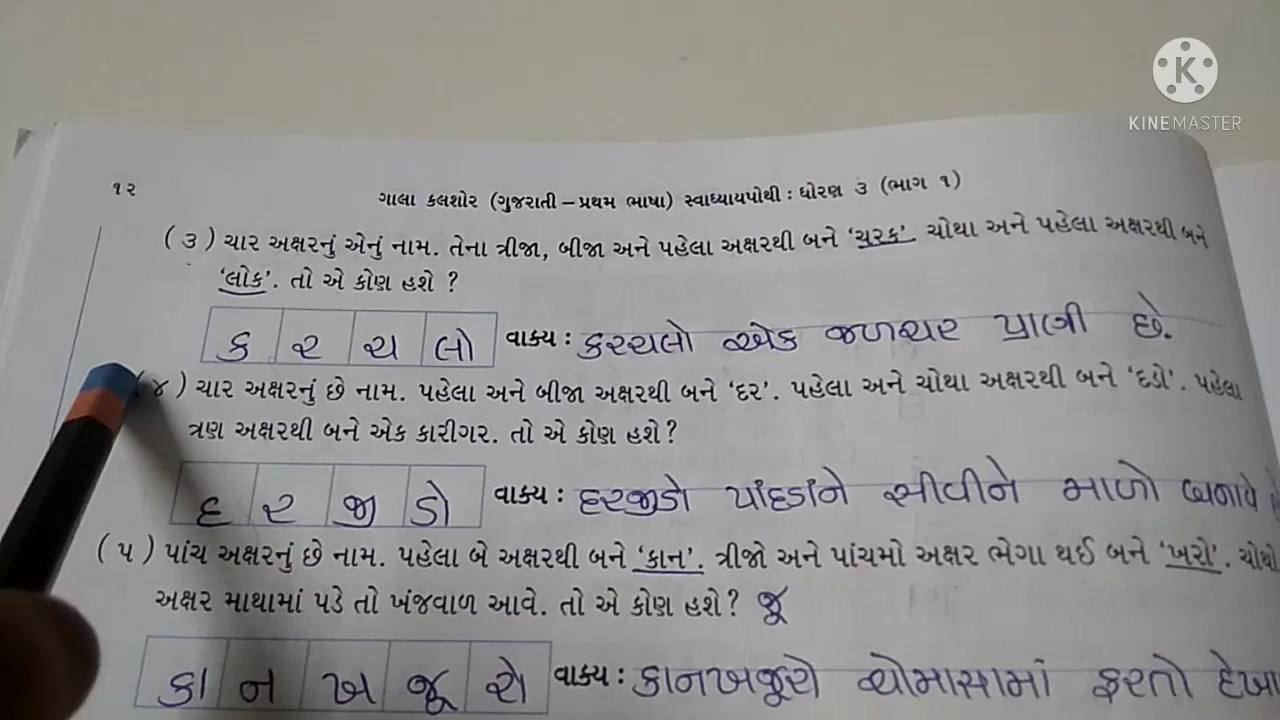 KINEMASTER
૧૨
ગાલા કલશોર (ગુજરાતી – પ્રથમ ભાષા) સ્વાધ્યાયપોથી : ધોરણ ૩ (ભાગ ૧)
(૩) ચાર અક્ષરનું એનું નામ. તેના ત્રીજા, બીજા અને પહેલા અક્ષરથી બને ‘ચરક’. ચોથા અને પહેલા અક્ષરથી બને
‘લોક’. તો એ કોણ હશે ?
ક ર ચ લો વાક્ય : કરચલો એક જળચર પ્રાણી છે.
(૪) ચાર અક્ષરનું છે નામ. પહેલા અને બીજા અક્ષરથી બને ‘દર’. પહેલા અને ચોથા અક્ષરથી બને ‘દડો’. પહેલા
ત્રણ અક્ષરથી બને એક કારીગર. તો એ કોણ હશે?
દ ર જી ડો વાક્ય : દરજીડો પાંદડાંને સીવીને માળો બનાવે
(૫) પાંચ અક્ષરનું છે નામ. પહેલા બે અક્ષરથી બને ‘કાન’. ત્રીજો અને પાંચમો અક્ષર ભેગા થઈ બને ‘ખરો’. ચોથો
અક્ષર માથામાં પડે તો ખંજવાળ આવે. તો એ કોણ હશે? જૂ
કા ન ખ જૂ રો વાક્ય : કાનખજૂરો ચોમાસામાં ફરતો